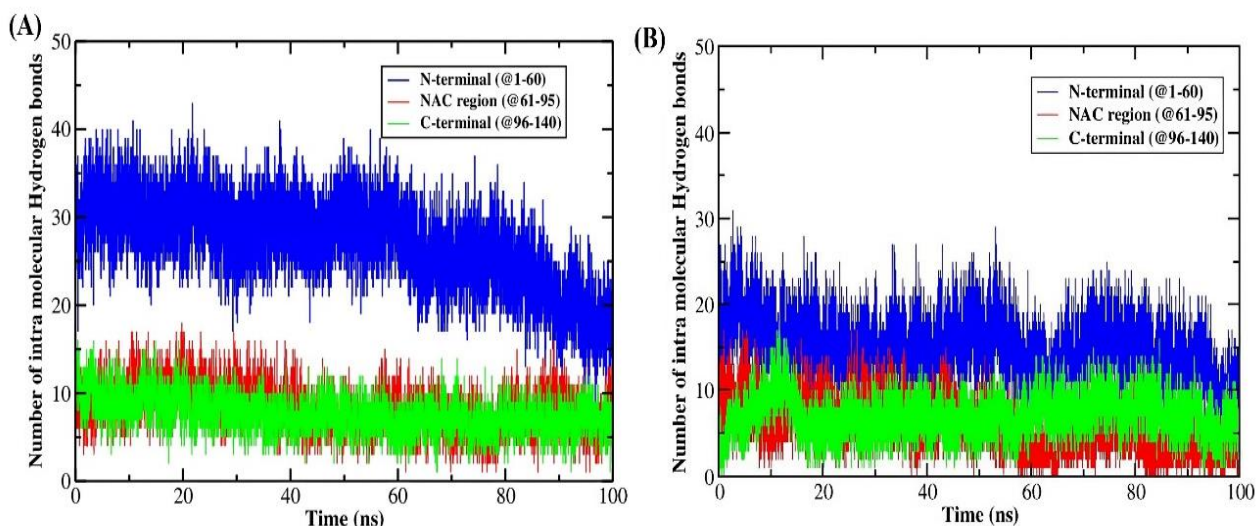 (A)
Number of intra molecular Hydrogen bonds
50
40
30
20
10
0
N-terminal (@1-60)
NAC region (@61-95)
C-terminal (@96-140)
0 20 40 60 80 100
Time (ns)
(B)
Number of intra molecular Hydrogen bonds
50
40
30
20
10
0
N-terminal (@1-60)
NAC region (@61-95)
C-terminal (@96-140)
0 20 40 60 80 100
Time (ns)